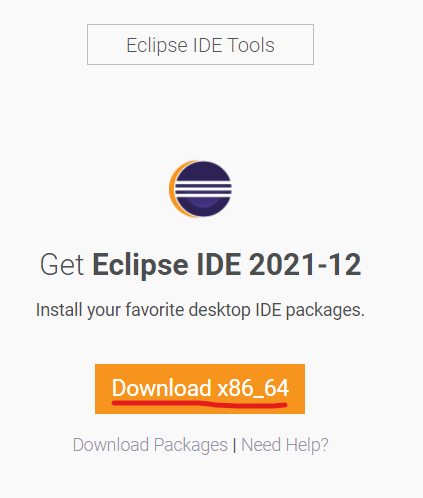 Eclipse IDE Tools
Get Eclipse IDE 2021-12
Install your favorite desktop IDE packages.
Download x86_64
Download Packages | Need Help?